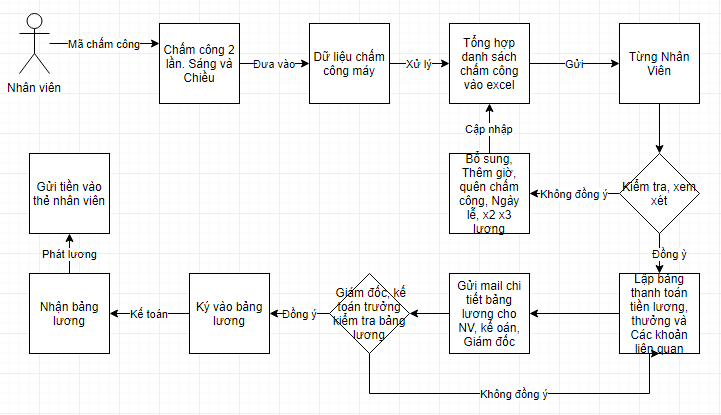 Nhân viên
Mã chấm công
Chấm công 2
lần. Sáng và
Chiều
Đưa vào
Dữ liệu chấm
công máy
Xử lý
Tổng hợp
danh sách
chấm công
vào excel
Gửi
Từng Nhân
Viên
Kiểm tra, xem
xét
Không đồng ý
Bổ sung,
Thêm giờ,
quên chấm
công, Ngày
lễ, x2 x3
lương
Cập nhập
Đồng ý
Lập bảng
thanh toán
tiền lương,
thưởng và
Các khoản
liên quan
Gửi mail chi
tiết bảng
lương cho
NV, kế oán,
Giám đốc
Giám đốc, kế
toán trưởng
kiểm tra bảng
lương
Không đồng ý
Đồng ý
Ký vào bảng
lương
Kế toán
Nhận bảng
lương
Phát lương
Gửi tiền vào
thẻ nhân viên